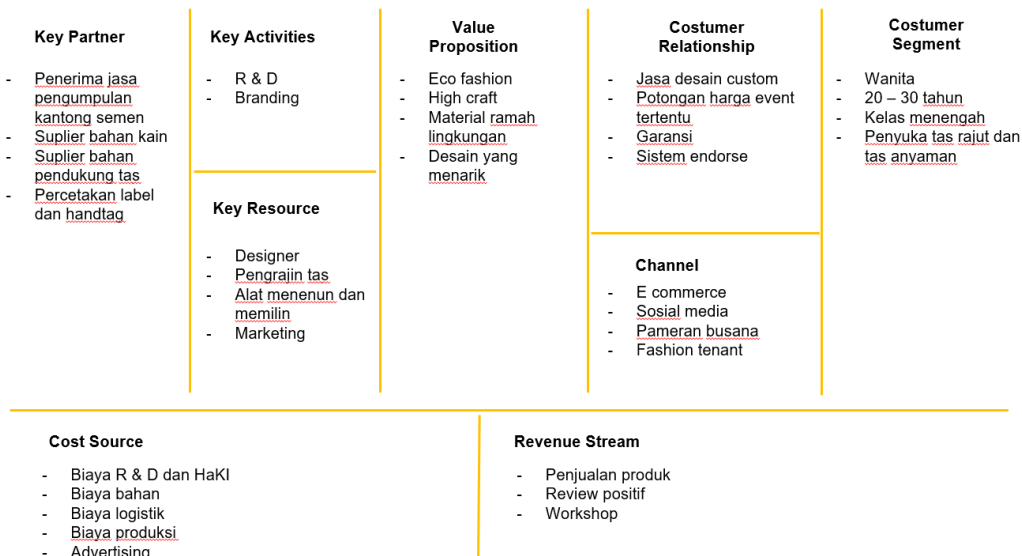 Key Partner
- Penerima jasa
pengumpulan
kantong semen
- Suplier bahan kain
- Suplier bahan
pendukung tas
- Percetakan label
dan handtag
Key Activities
- R & D
- Branding
Key Resource
- Designer
- Pengrajin tas
- Alat menenun dan
memilin
- Marketing
Value
Proposition
- Eco fashion
- High craft
- Material ramah
lingkungan
- Desain yang
menarik
Costumer
Relationship
- Jasa desain custom
- Potongan harga event
tertentu
- Garansi
- Sistem endorse
Channel
- E commerce
- Sosial media
- Pameran busana
- Fashion tenant
Costumer
Segment
- Wanita
- 20 – 30 tahun
- Kelas menengah
- Penyuka tas rajut dan
tas anyaman
Cost Source
- Biaya R & D dan HaKI
- Biaya bahan
- Biaya logistik
- Biaya produksi
- Advertising
Revenue Stream
- Penjualan produk
- Review positif
- Workshop